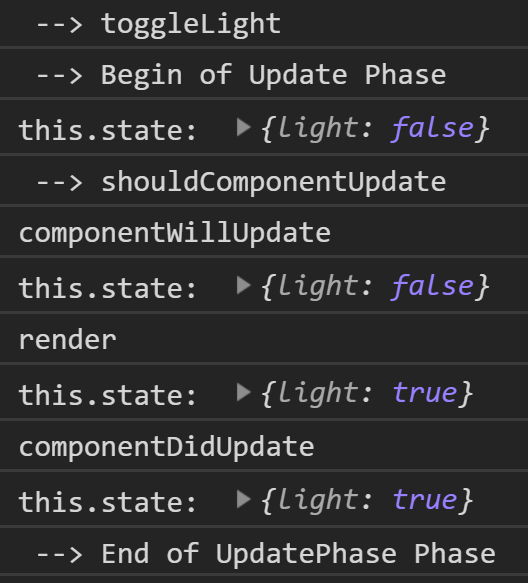 --> toggleLight
--> Begin of Update Phase
this.state: ▶{light: false}
--> shouldComponentUpdate
componentWillUpdate
this.state: ▶{light: false}
render
this.state: ▶{light: true}
componentDidUpdate
this.state: ▶{light: true}
--> End of UpdatePhase Phase